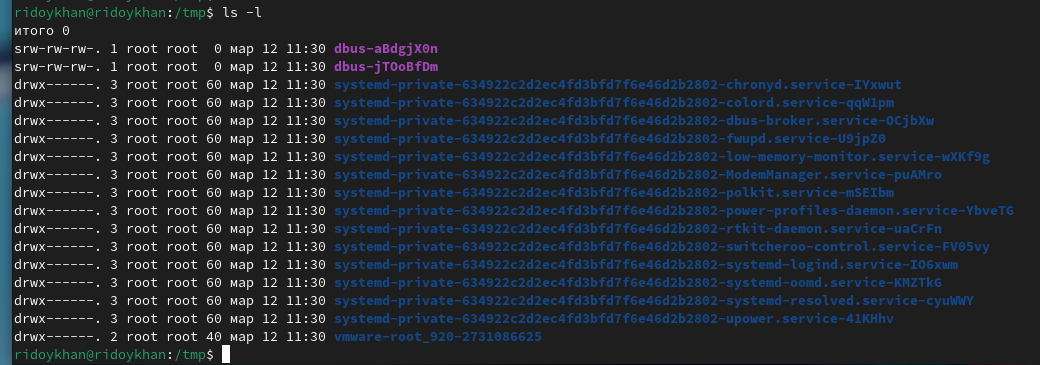 ridoykhan@ridoykhan:/tmp$ ls -l
итого 0
srw-rw-rw-. 1 root root  0 мар 12 11:30 dbus-aBdgjX0n
srw-rw-rw-. 1 root root  0 мар 12 11:30 dbus-jTOoBfDm
drwx------. 3 root root 60 мар 12 11:30 systemd-private-634922c2d2ec4fd3bfd7f6e46d2b2802-chronyd.service-IYxwut
drwx------. 3 root root 60 мар 12 11:30 systemd-private-634922c2d2ec4fd3bfd7f6e46d2b2802-colord.service-qqW1pm
drwx------. 3 root root 60 мар 12 11:30 systemd-private-634922c2d2ec4fd3bfd7f6e46d2b2802-dbus-broker.service-OCjbXw
drwx------. 3 root root 60 мар 12 11:30 systemd-private-634922c2d2ec4fd3bfd7f6e46d2b2802-fwupd.service-U9jpZ0
drwx------. 3 root root 60 мар 12 11:30 systemd-private-634922c2d2ec4fd3bfd7f6e46d2b2802-low-memory-monitor.service-wXKf9g
drwx------. 3 root root 60 мар 12 11:30 systemd-private-634922c2d2ec4fd3bfd7f6e46d2b2802-ModemManager.service-puAMro
drwx------. 3 root root 60 мар 12 11:30 systemd-private-634922c2d2ec4fd3bfd7f6e46d2b2802-polkit.service-mSEIbm
drwx------. 3 root root 60 мар 12 11:30 systemd-private-634922c2d2ec4fd3bfd7f6e46d2b2802-power-profiles-daemon.service-YbveTG
drwx------. 3 root root 60 мар 12 11:30 systemd-private-634922c2d2ec4fd3bfd7f6e46d2b2802-rtkit-daemon.service-uaCrFn
drwx------. 3 root root 60 мар 12 11:30 systemd-private-634922c2d2ec4fd3bfd7f6e46d2b2802-switcheroo-control.service-FV05vy
drwx------. 3 root root 60 мар 12 11:30 systemd-private-634922c2d2ec4fd3bfd7f6e46d2b2802-systemd-logind.service-IO6xwm
drwx------. 3 root root 60 мар 12 11:30 systemd-private-634922c2d2ec4fd3bfd7f6e46d2b2802-systemd-oomd.service-KMZTkG
drwx------. 3 root root 60 мар 12 11:30 systemd-private-634922c2d2ec4fd3bfd7f6e46d2b2802-systemd-resolved.service-cyuWWY
drwx------. 3 root root 60 мар 12 11:30 systemd-private-634922c2d2ec4fd3bfd7f6e46d2b2802-upower.service-41KHhv
drwx------. 2 root root 40 мар 12 11:30 vmware-root_920-2731086625
ridoykhan@ridoykhan:/tmp$